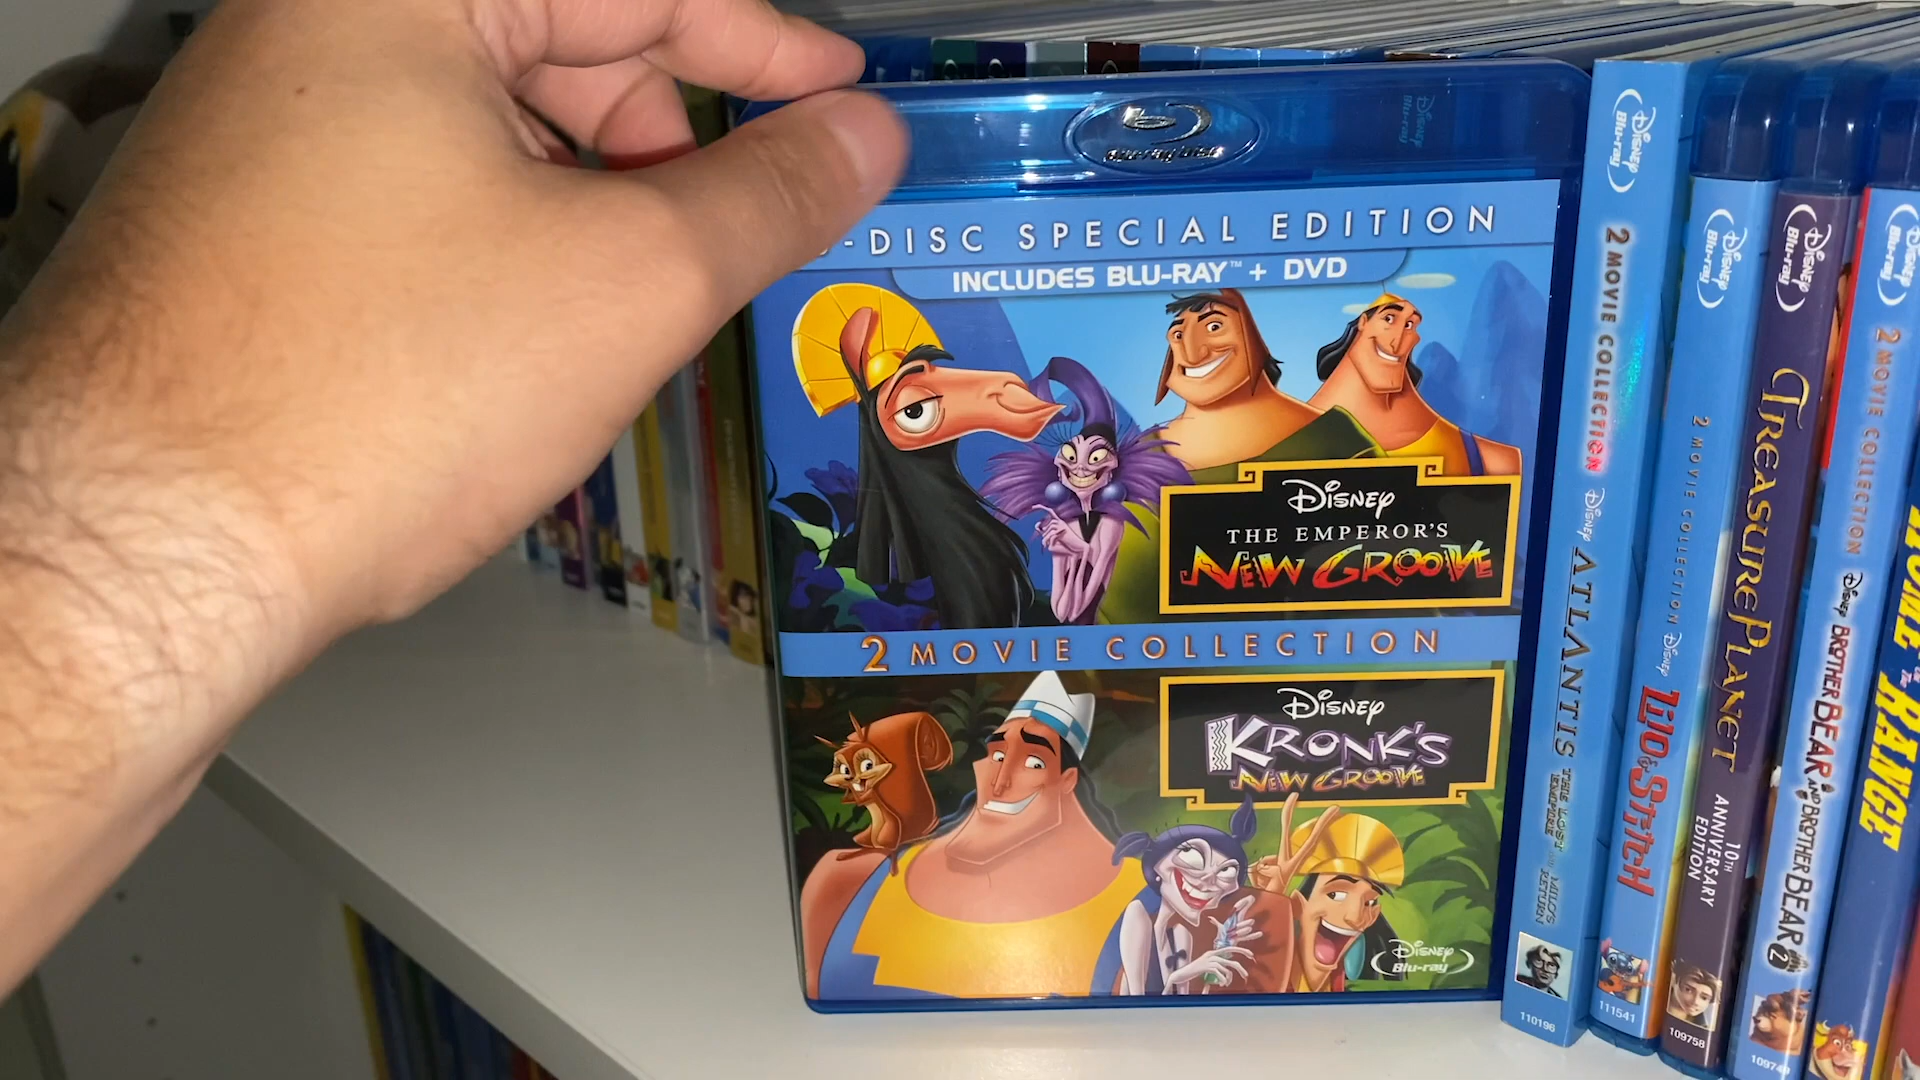 Blu-ray Disc
-DISC SPECIAL EDITION
INCLUDES BLU-RAY™ + DVD
DISNEY
THE EMPEROR'S
NEW GROOVE
2 MOVIE COLLECTION
DISNEY
KRONK'S
NEW GROOVE
DISNEY
Blu-ray
DISNEY
Blu-ray
2 MOVIE COLLECTION
DISNEY
ATLANTIS
THE LOST
EMPIRE
MILO'S
RETURN
110196
DISNEY
Blu-ray
2 MOVIE COLLECTION
DISNEY
LILO & STITCH
111541
DISNEY
Blu-ray
TREASURE PLANET
10TH
ANNIVERSARY
EDITION
109758
DISNEY
Blu-ray
2 MOVIE COLLECTION
DISNEY
BROTHER BEAR AND BROTHER BEAR 2
RANGE